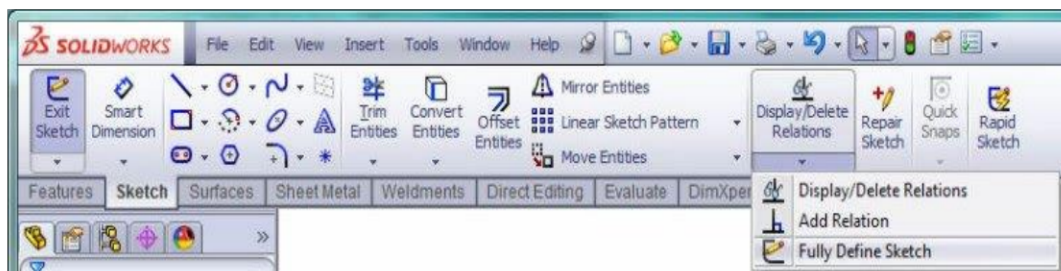 SOLIDWORKS File Edit View Insert Tools Window Help
Exit Sketch
Smart Dimension
Trim Entities
Convert Entities
Offset Entities
Mirror Entities
Linear Sketch Pattern
Move Entities
Display/Delete Relations
Repair Sketch
Quick Snaps
Rapid Sketch
Features Sketch Surfaces Sheet Metal Weldments Direct Editing Evaluate DimXper
Display/Delete Relations
Add Relation
Fully Define Sketch